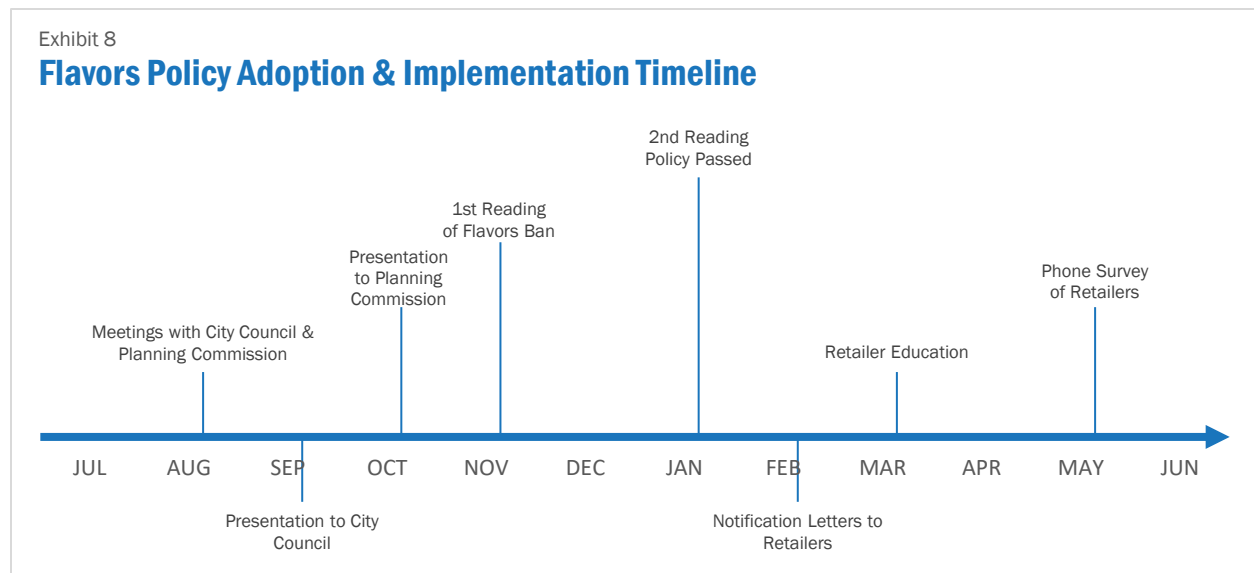 Exhibit 8
Flavors Policy Adoption & Implementation Timeline
2nd Reading
Policy Passed
1st Reading
of Flavors Ban
Presentation
to Planning
Commission
Phone Survey
of Retailers
Meetings with City Council &
Planning Commission
Retailer Education
JUL AUG SEP OCT NOV DEC JAN FEB MAR APR MAY JUN
Presentation to City
Council
Notification Letters to
Retailers